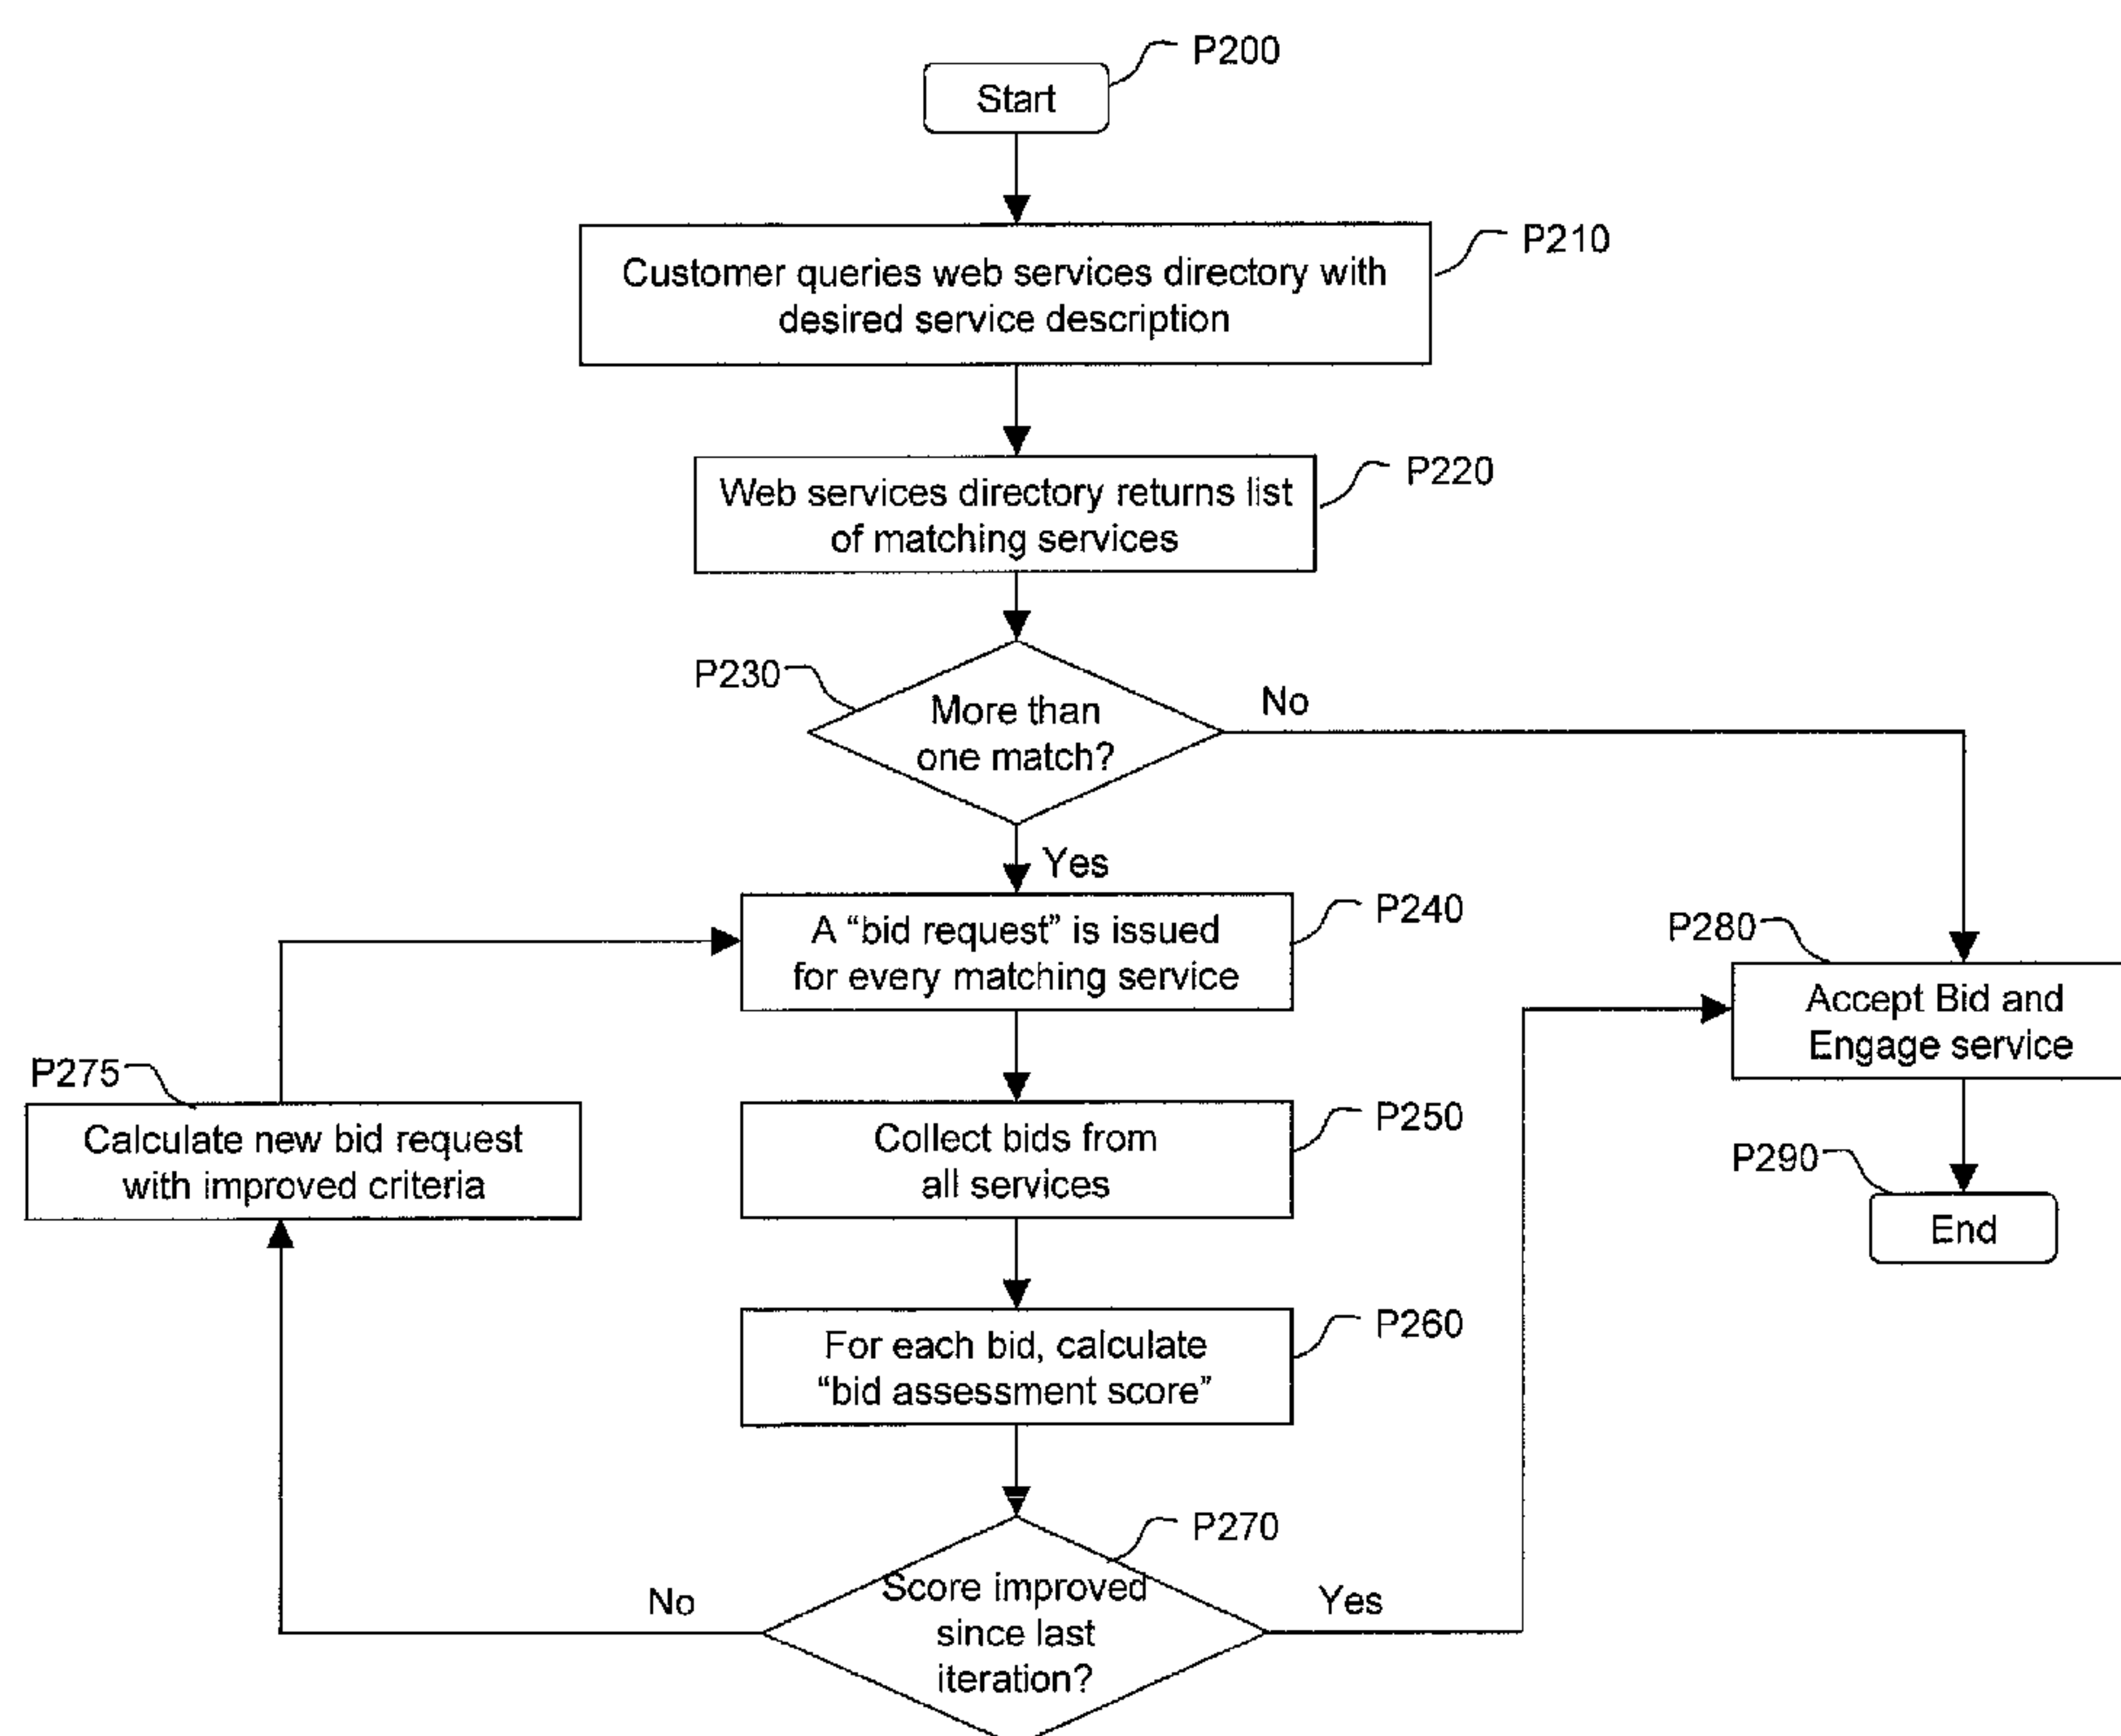 P200
Start
P210
Customer queries web services directory with
desired service description
P220
Web services directory returns list
of matching services
P230
More than
one match?
No
Yes
P240
A “bid request” is issued
for every matching service
P280
Accept Bid and
Engage service
P275
Calculate new bid request
with improved criteria
P250
Collect bids from
all services
P290
End
P260
For each bid, calculate
“bid assessment score”
P270
Score improved
since last
iteration?
No
Yes